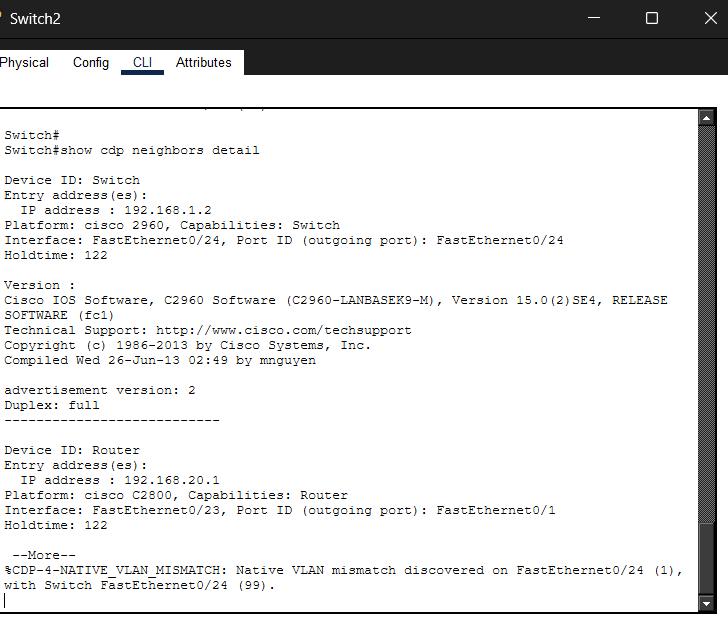 Switch2
Physical Config CLI Attributes
Switch#
Switch#show cdp neighbors detail
Device ID: Switch
Entry address(es):
IP address : 192.168.1.2
Platform: cisco 2960, Capabilities: Switch
Interface: FastEthernet0/24, Port ID (outgoing port): FastEthernet0/24
Holdtime: 122
Version :
Cisco IOS Software, C2960 Software (C2960-LANBASEK9-M), Version 15.0(2)SE4, RELEASE
SOFTWARE (fc1)
Technical Support: http://www.cisco.com/techsupport
Copyright (c) 1986-2013 by Cisco Systems, Inc.
Compiled Wed 26-Jun-13 02:49 by mnguyen
advertisement version: 2
Duplex: full
---------------------------
Device ID: Router
Entry address(es):
IP address : 192.168.20.1
Platform: cisco C2800, Capabilities: Router
Interface: FastEthernet0/23, Port ID (outgoing port): FastEthernet0/1
Holdtime: 122
--More--
%CDP-4-NATIVE_VLAN_MISMATCH: Native VLAN mismatch discovered on FastEthernet0/24 (1),
with Switch FastEthernet0/24 (99).